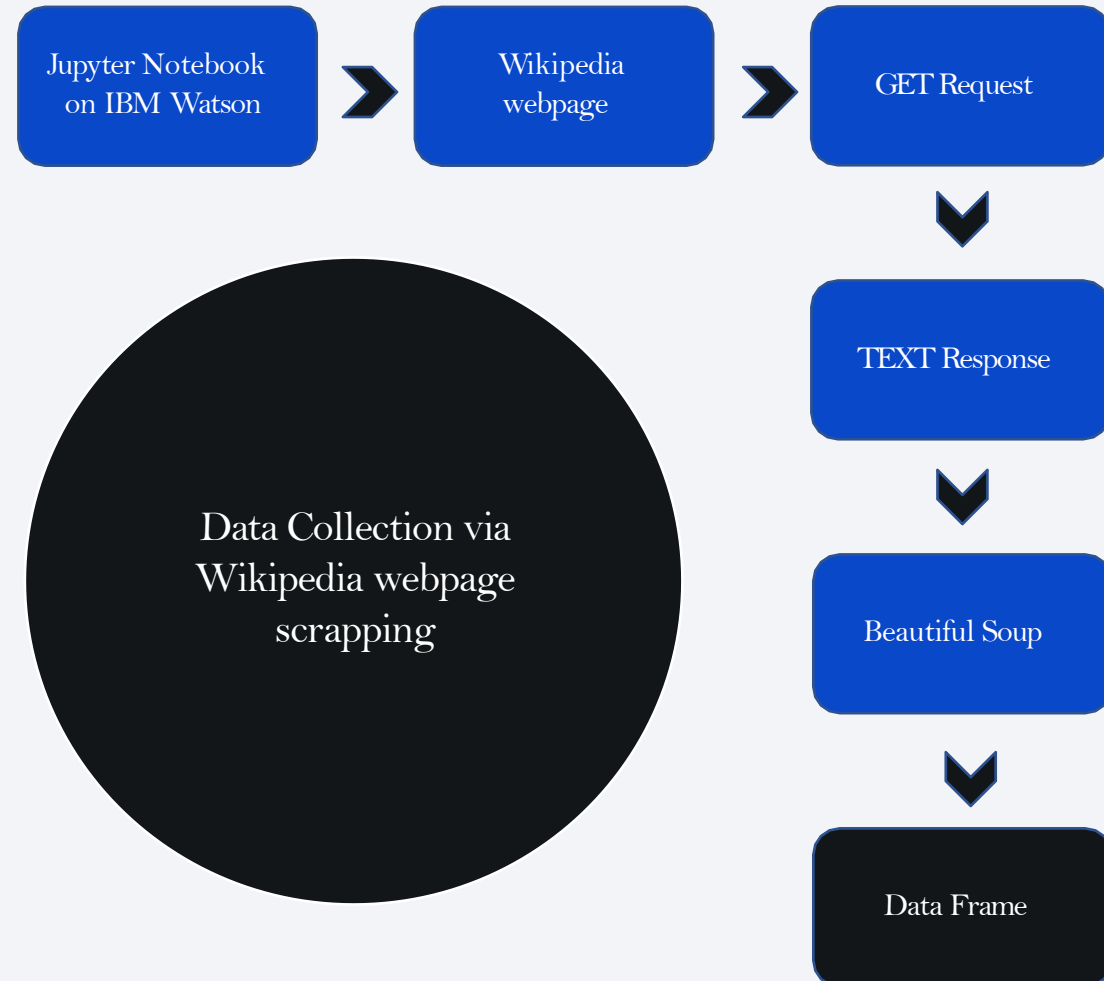 Jupyter Notebook
on IBM Watson
Wikipedia
webpage
GET Request
TEXT Response
Beautiful Soup
Data Frame
Data Collection via
Wikipedia webpage
scrapping